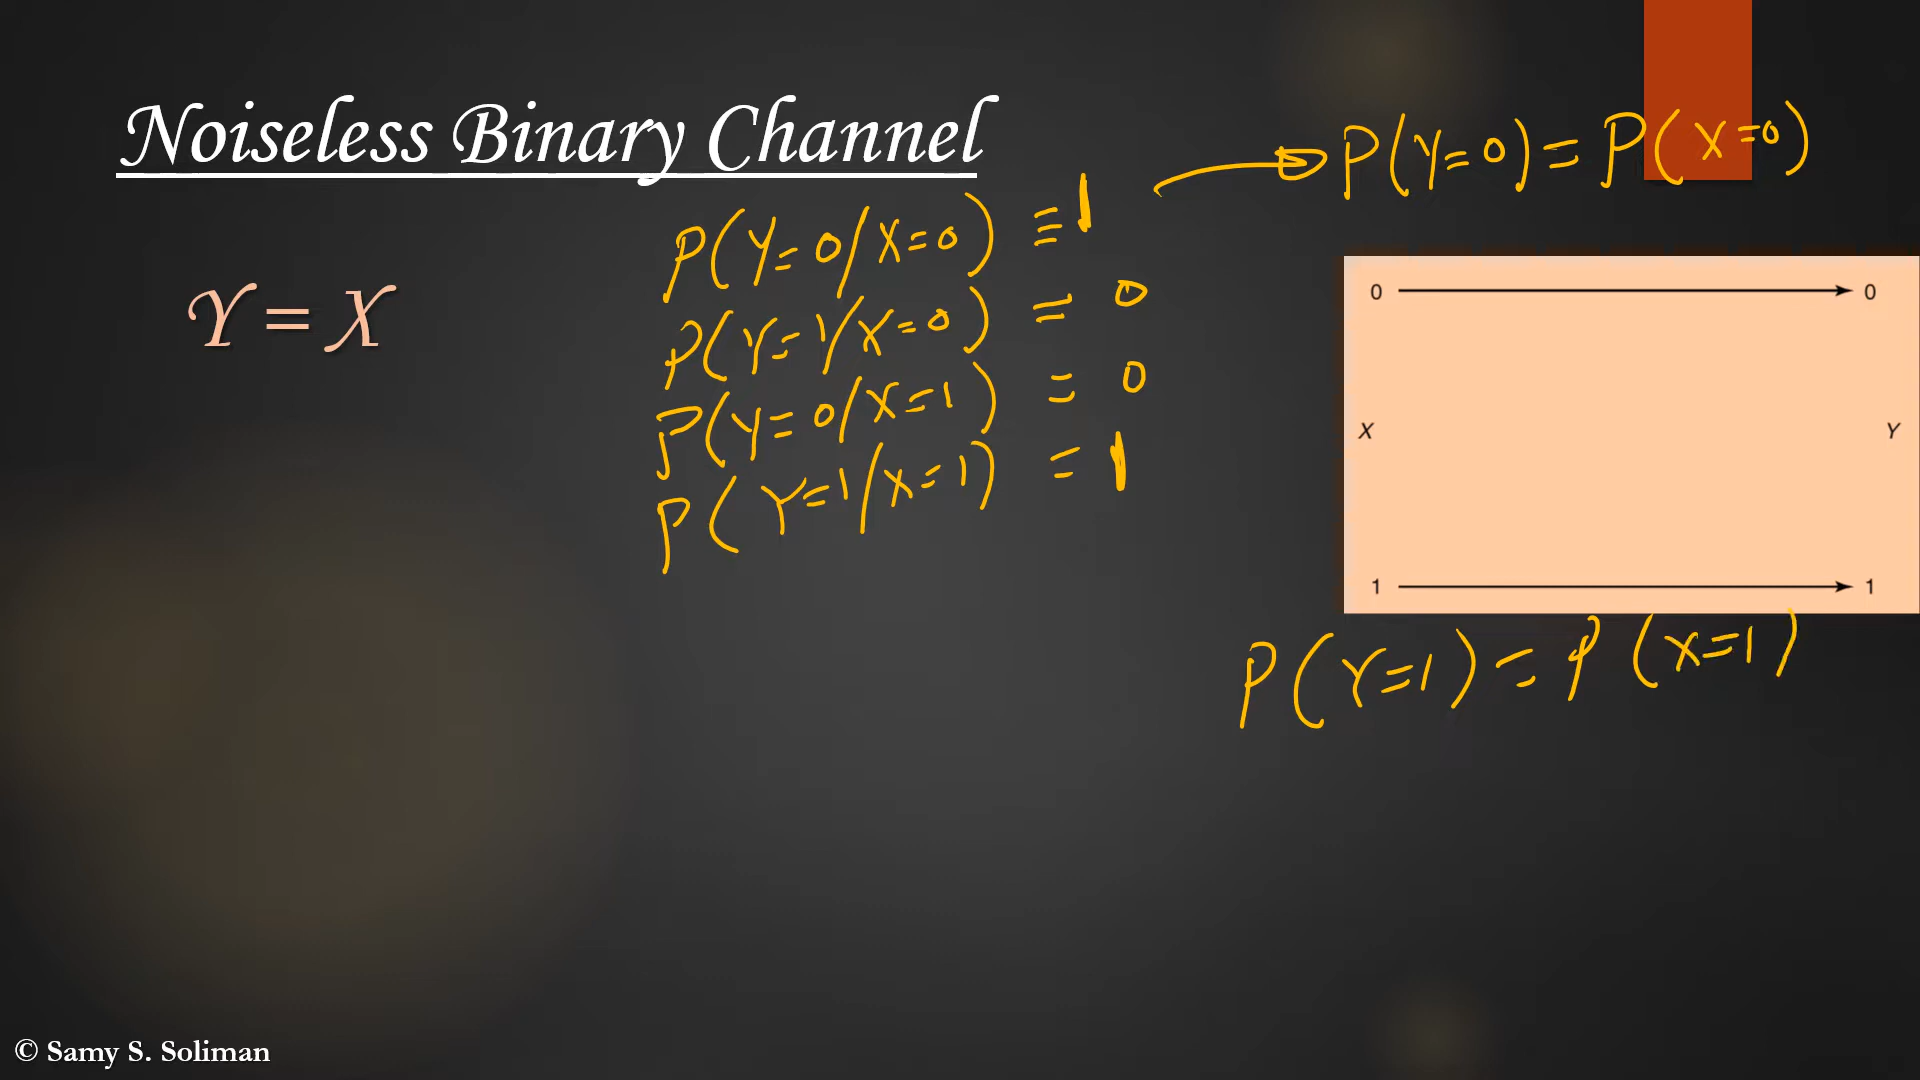 Noiseless Binary Channel
P(Y=0) = P(X=0)
Y = X
P(Y=0/X=0) = 1
P(Y=1/X=0) = 0
P(Y=0/X=1) = 0
P(Y=1/X=1) = 1
0 0
X Y
1 1
P(Y=1) = P(X=1)
© Samy S. Soliman